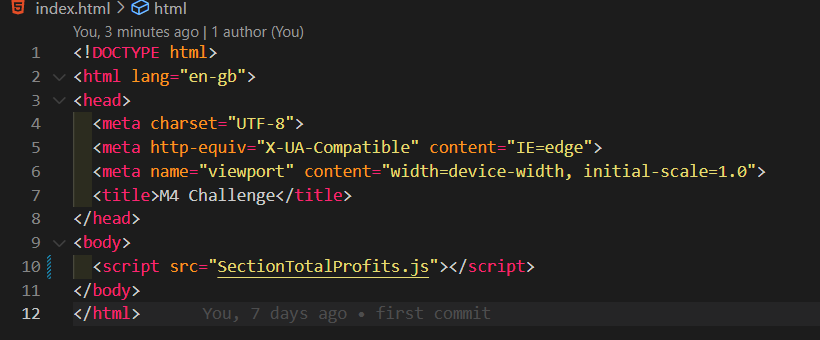 index.html > html
You, 3 minutes ago | 1 author (You)
1 <!DOCTYPE html>
2 <html lang="en-gb">
3 <head>
4 <meta charset="UTF-8">
5 <meta http-equiv="X-UA-Compatible" content="IE=edge">
6 <meta name="viewport" content="width=device-width, initial-scale=1.0">
7 <title>M4 Challenge</title>
8 </head>
9 <body>
10 <script src="SectionTotalProfits.js"></script>
11 </body>
12 </html> You, 7 days ago • first commit